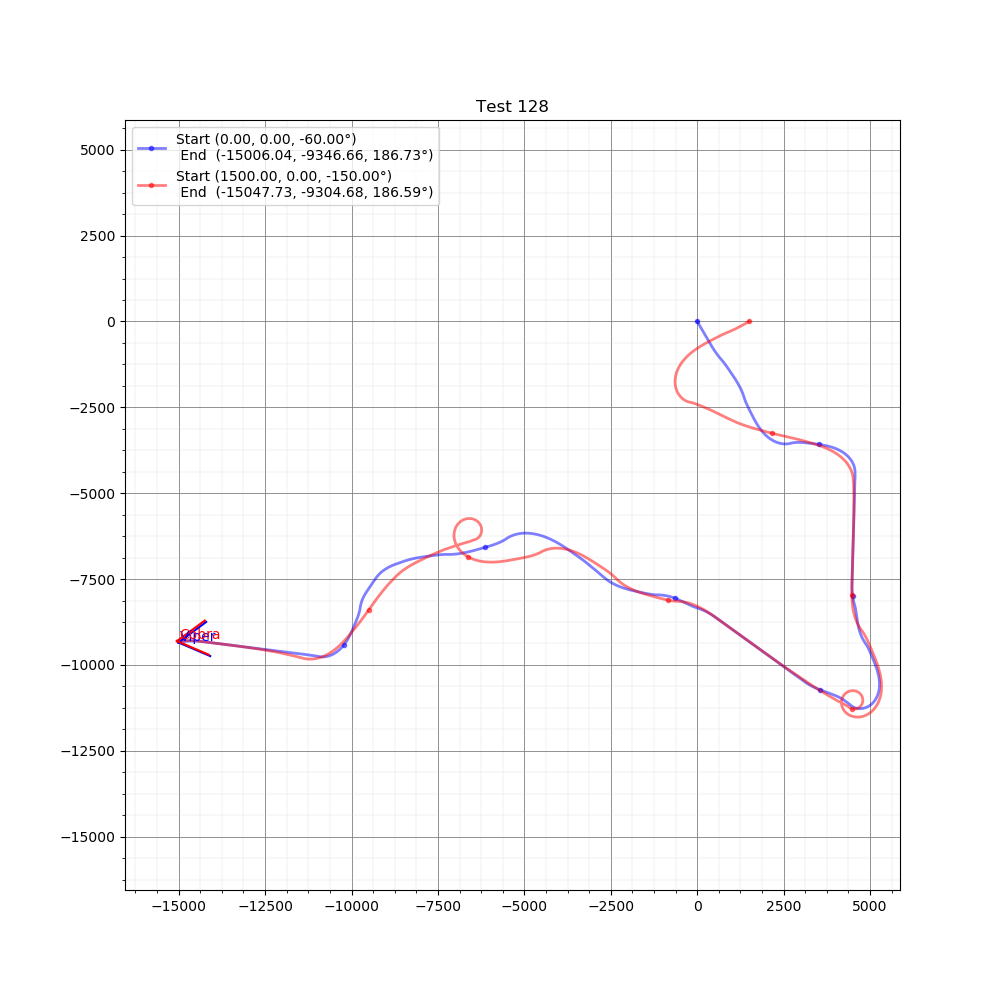 Test 128
Start (0.00, 0.00, -60.00°)
End (-15006.04, -9346.66, 186.73°)
Start (1500.00, 0.00, -150.00°)
End (-15047.73, -9304.68, 186.59°)
5000
2500
0
−2500
−5000
−7500
−10000
−12500
−15000
Cobra
−15000 −12500 −10000 −7500 −5000 −2500 0 2500 5000